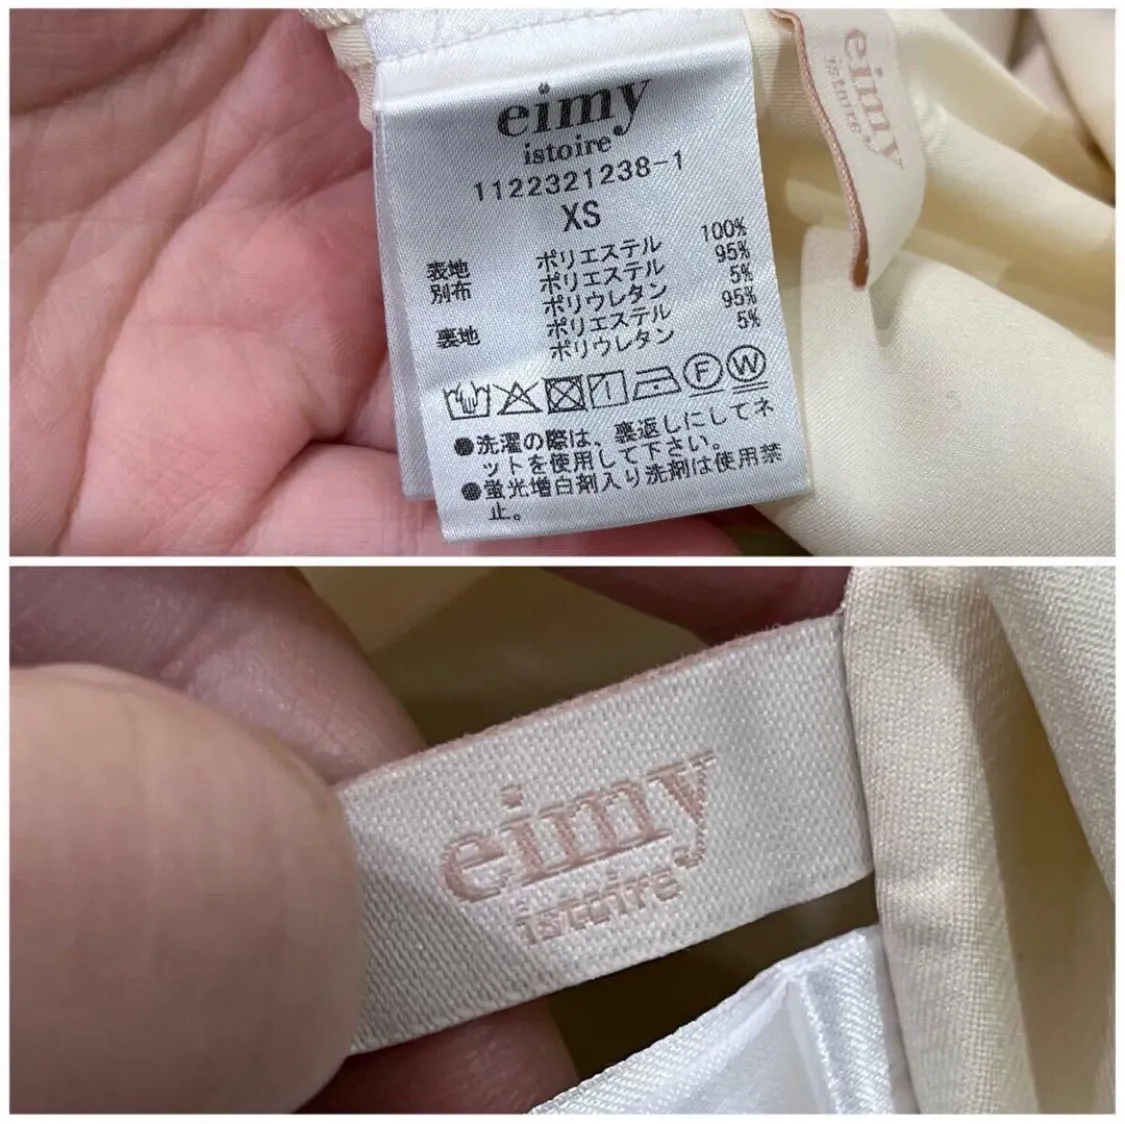 eimy
istoire
1122321238-1
XS
表地 ポリエステル 100%
別布 ポリエステル 95%
ポリウレタン 5%
裏地 ポリエステル 95%
ポリウレタン 5%
F W
●洗濯の際は、裏返しにしてネ
ットを使用して下さい。
●蛍光増白剤入り洗剤は使用禁
止。
eimy
istoire
eimy
istoire